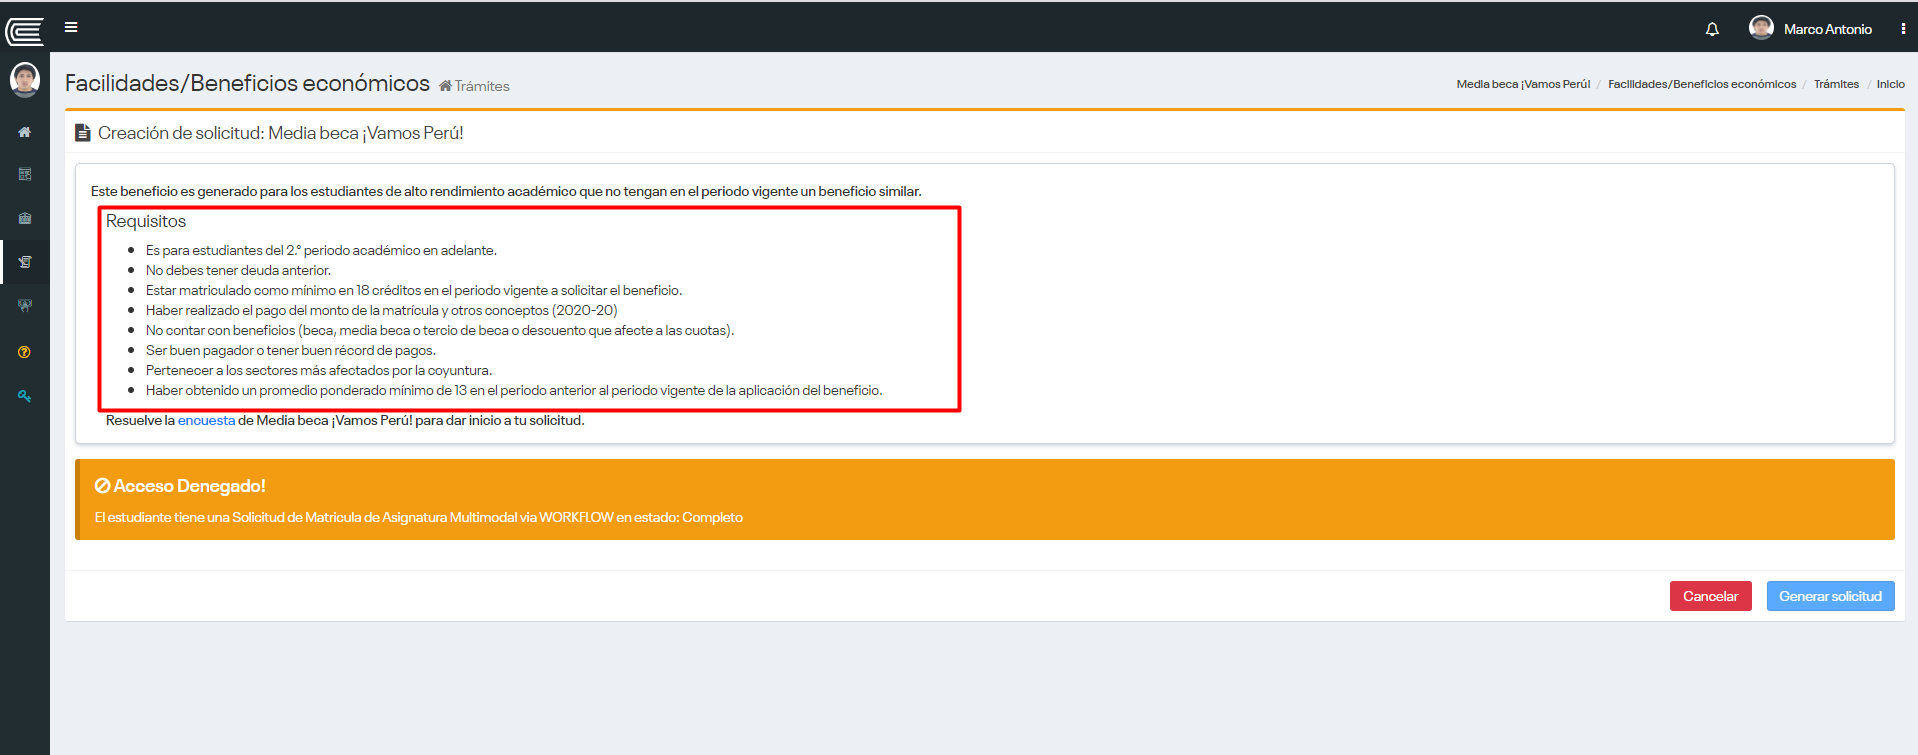 Marco Antonio
Facilidades/Beneficios económicos Trámites
Media beca ¡Vamos Perú! / Facilidades/Beneficios económicos / Trámites / Inicio
Creación de solicitud: Media beca ¡Vamos Perú!
Este beneficio es generado para los estudiantes de alto rendimiento académico que no tengan en el periodo vigente un beneficio similar.
Requisitos
Es para estudiantes del 2.° periodo académico en adelante.
No debes tener deuda anterior.
Estar matriculado como mínimo en 18 créditos en el periodo vigente a solicitar el beneficio.
Haber realizado el pago del monto de la matrícula y otros conceptos (2020-20)
No contar con beneficios (beca, media beca o tercio de beca o descuento que afecte a las cuotas).
Ser buen pagador o tener buen récord de pagos.
Pertenecer a los sectores más afectados por la coyuntura.
Haber obtenido un promedio ponderado mínimo de 13 en el periodo anterior al periodo vigente de la aplicación del beneficio.
Resuelve la encuesta de Media beca ¡Vamos Perú! para dar inicio a tu solicitud.
Acceso Denegado!
El estudiante tiene una Solicitud de Matricula de Asignatura Multimodal via WORKFLOW en estado: Completo
Cancelar
Generar solicitud